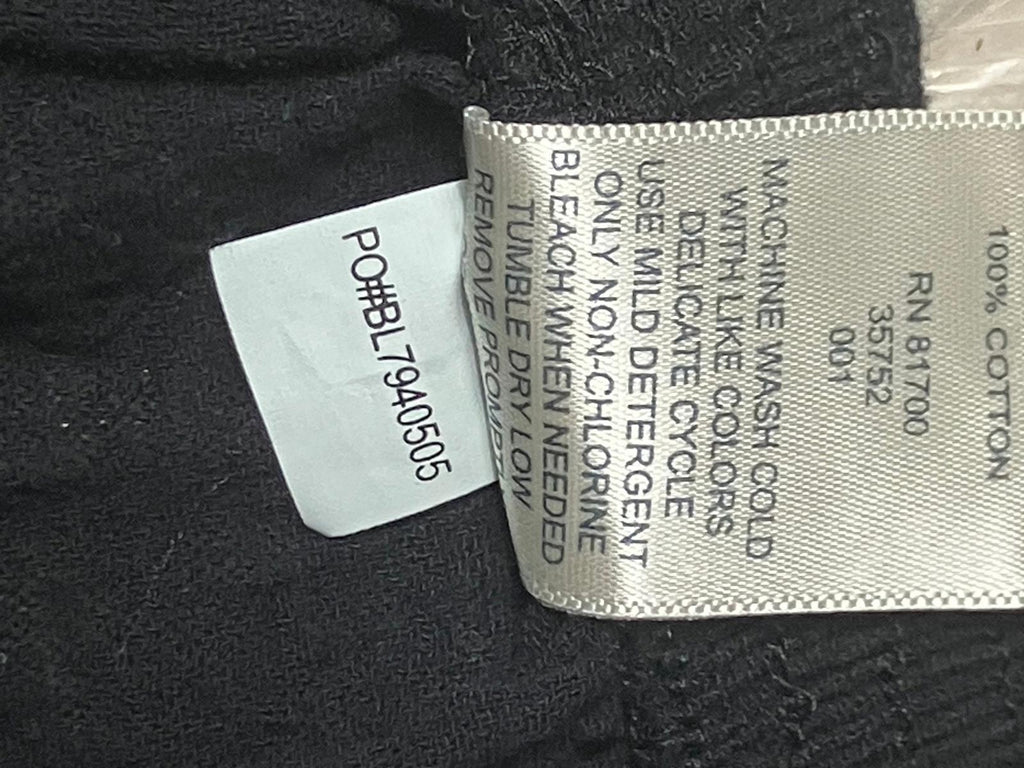 100% COTTON
RN 81700
35752
001
MACHINE WASH COLD
WITH LIKE COLORS
DELICATE CYCLE
USE MILD DETERGENT
ONLY NON-CHLORINE
BLEACH WHEN NEEDED
TUMBLE DRY LOW
REMOVE
PO#BL7940505